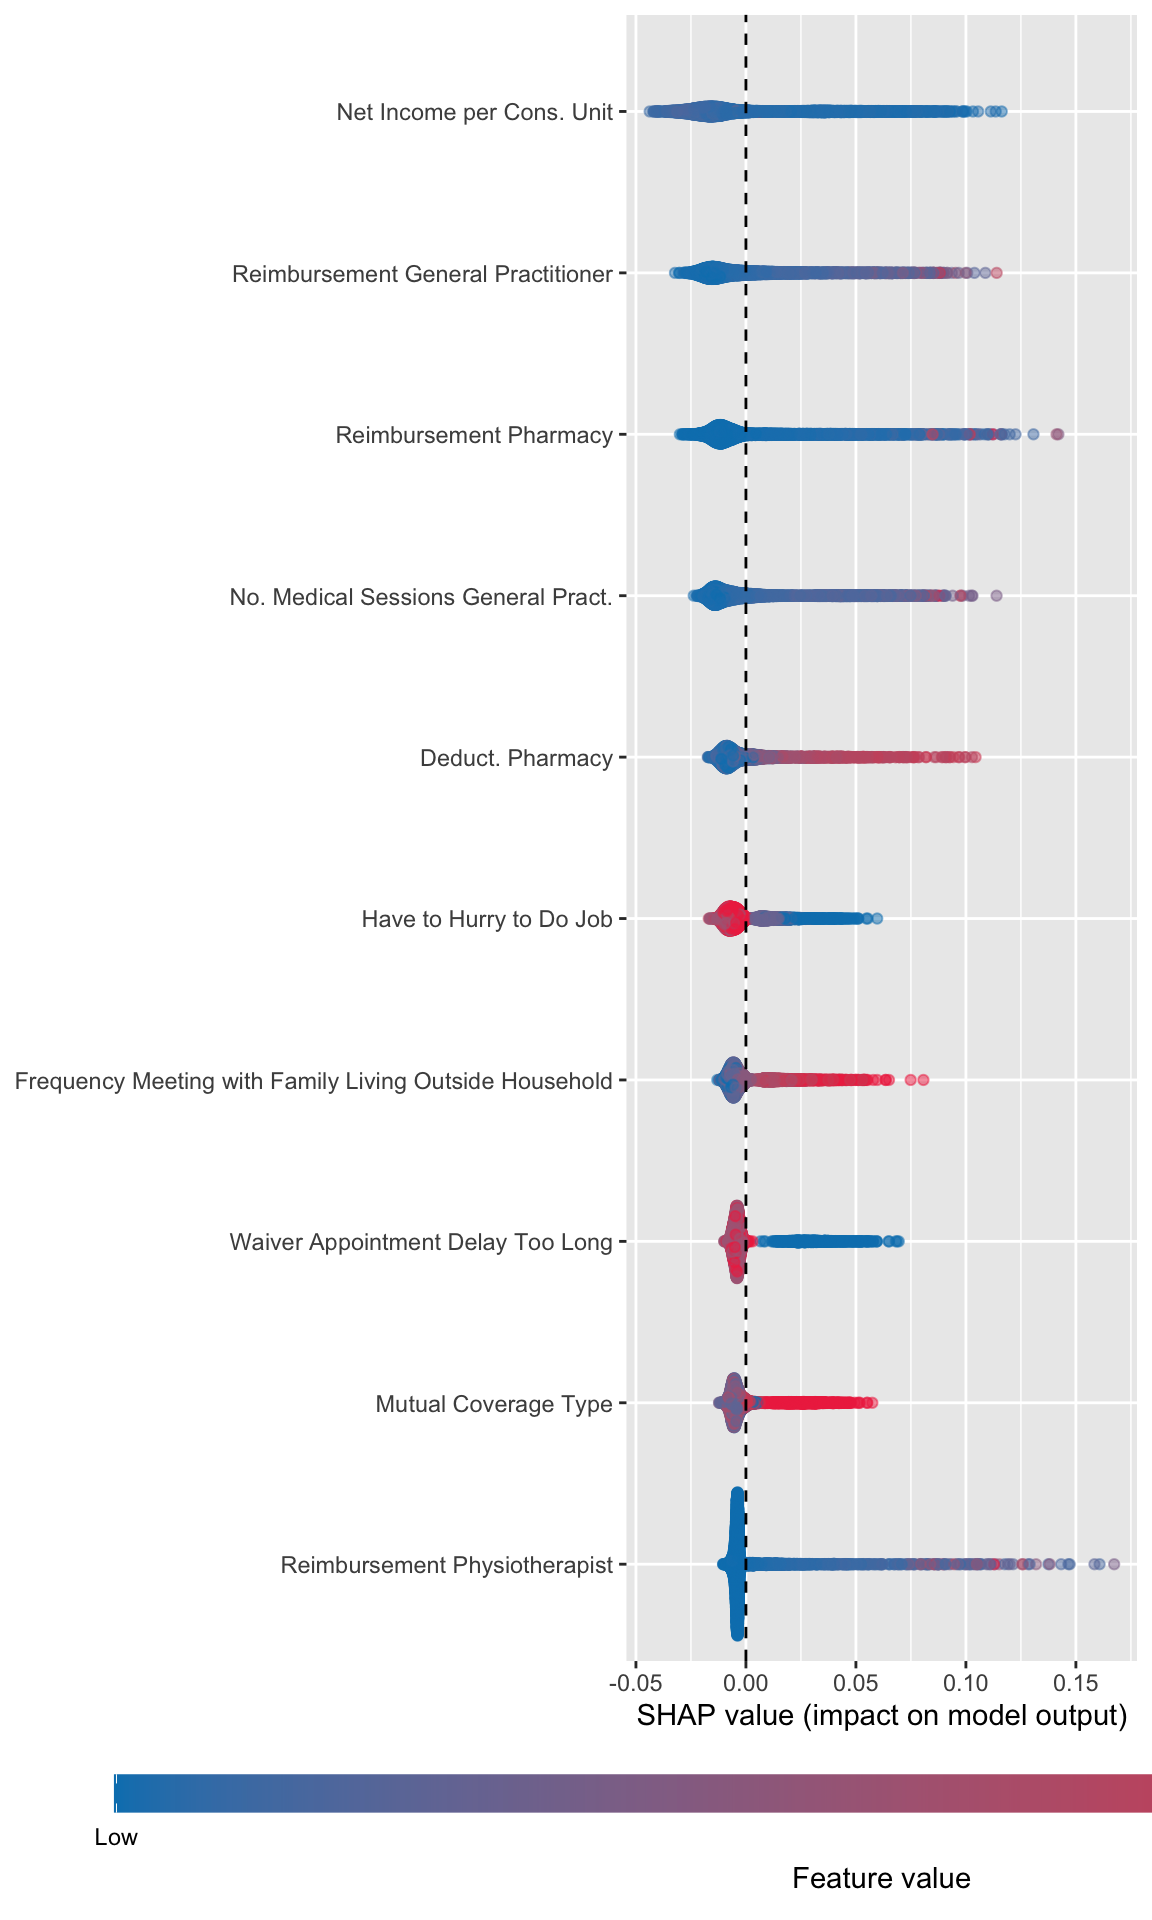 Net Income per Cons. Unit
Reimbursement General Practitioner
Reimbursement Pharmacy
No. Medical Sessions General Pract.
Deduct. Pharmacy
Have to Hurry to Do Job
Frequency Meeting with Family Living Outside Household
Waiver Appointment Delay Too Long
Mutual Coverage Type
Reimbursement Physiotherapist
-0.05 0.00 0.05 0.10 0.15
SHAP value (impact on model output)
Low
Feature value